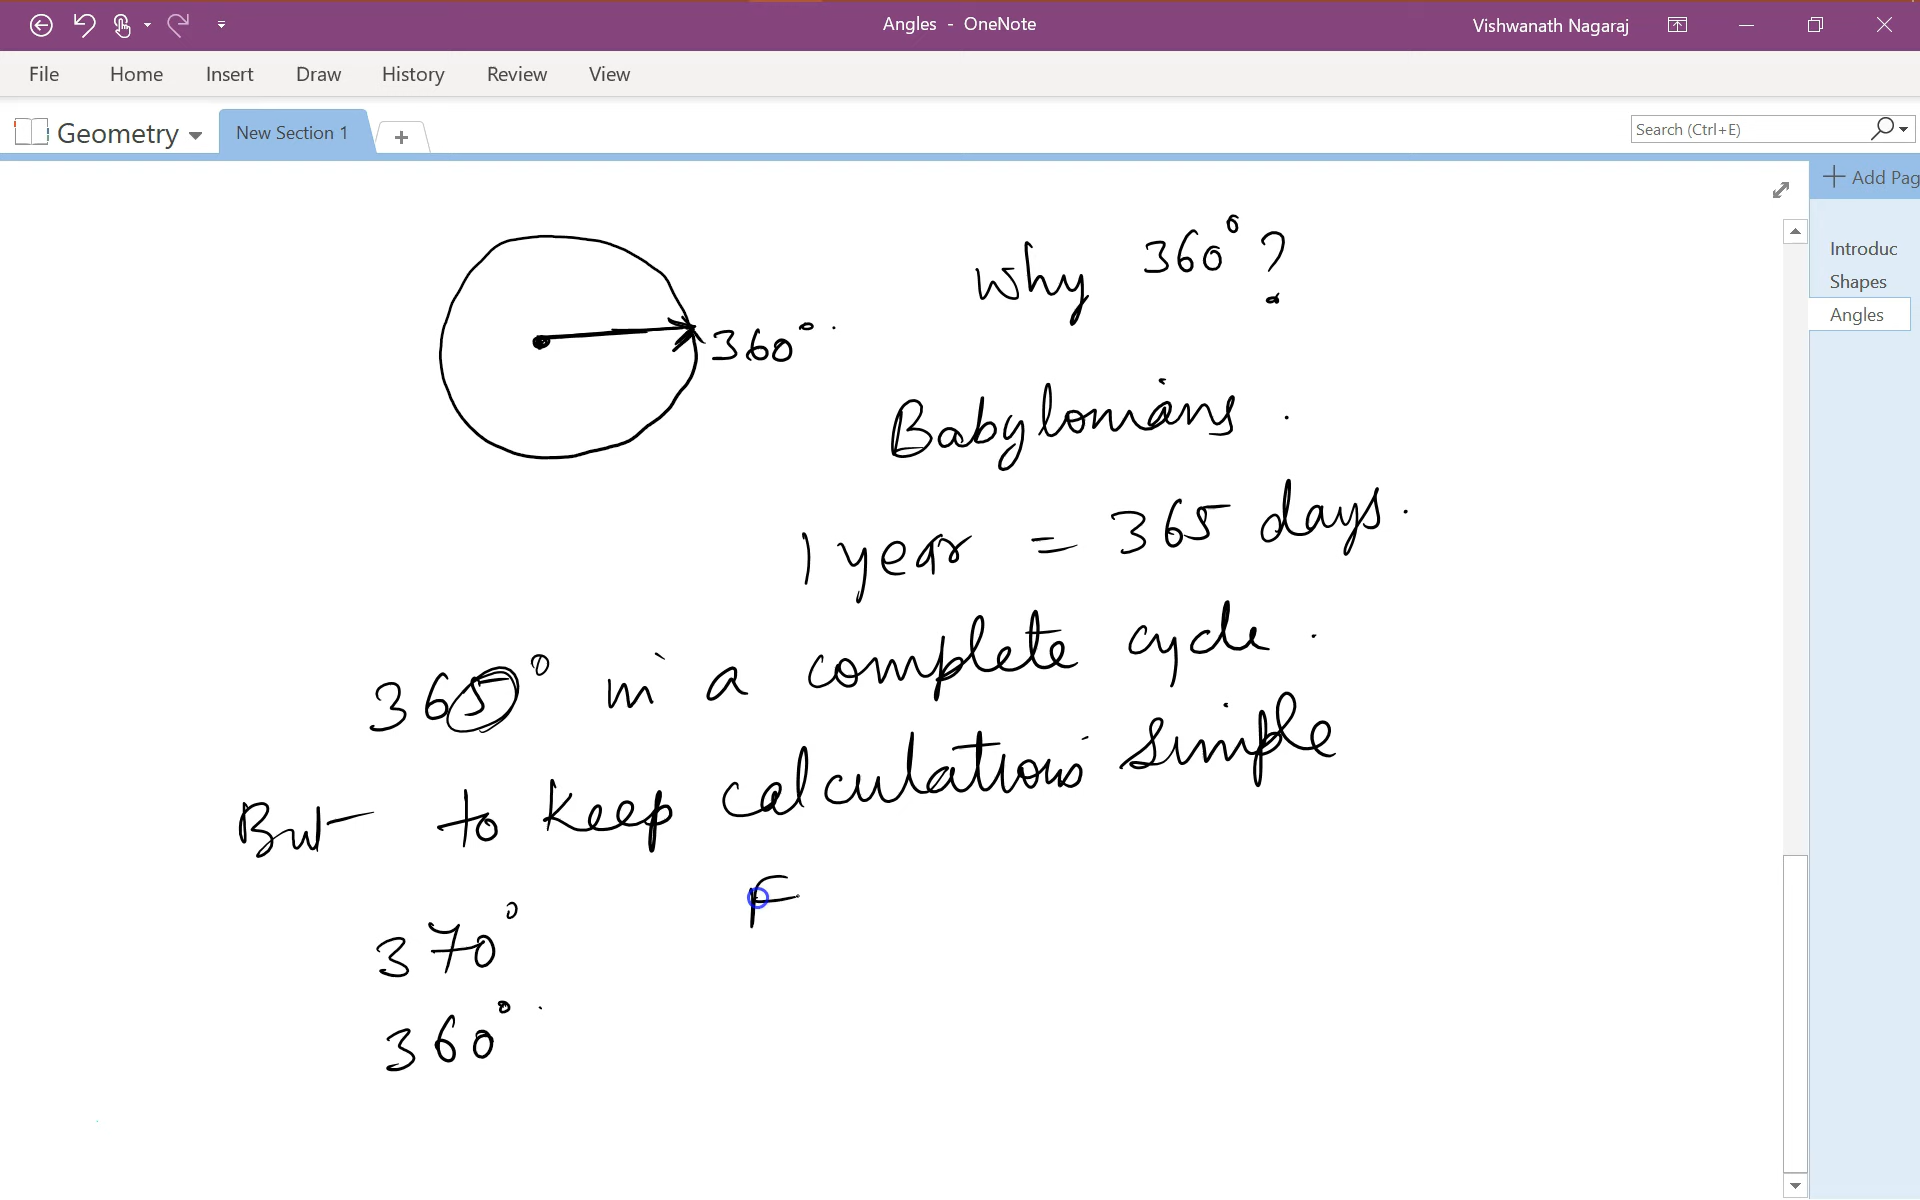 Angles - OneNote
Vishwanath Nagaraj
File Home Insert Draw History Review View
Geometry
New Section 1
+
Search (Ctrl+E)
Add Pag
Introduc
Shapes
Angles
Why 360°?
360°.
Babylonians.
1 year = 365 days.
365° in a complete cycle.
But to keep calculations simple
F
370°
360°.